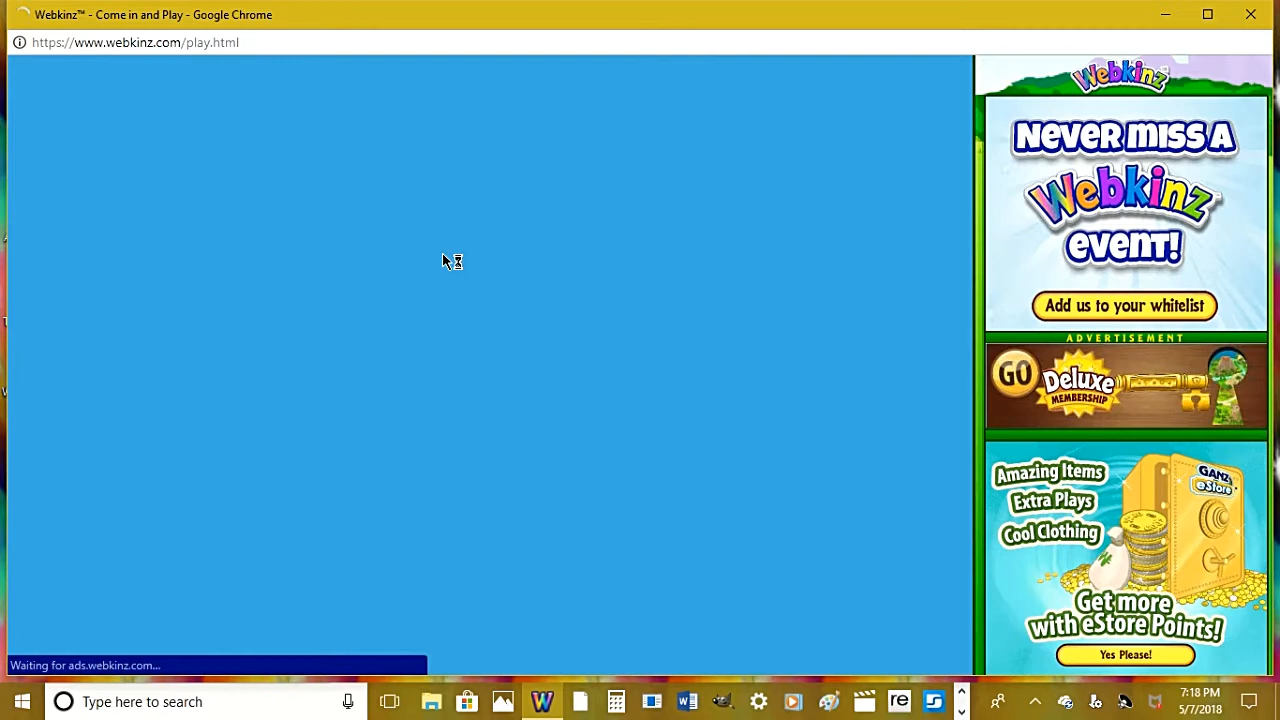 Webkinz™ - Come in and Play - Google Chrome
https://www.webkinz.com/play.html
Webkinz
NEVER MISS A
Webkinz™
EVENT!
Add us to your whitelist
ADVERTISEMENT
GO
Deluxe
MEMBERSHIP
Amazing Items
Extra Plays
Cool Clothing
GANZ
eStore
Get more
with eStore Points!
Yes Please!
Waiting for ads.webkinz.com...
Type here to search
W
W
re
7:18 PM
5/7/2018